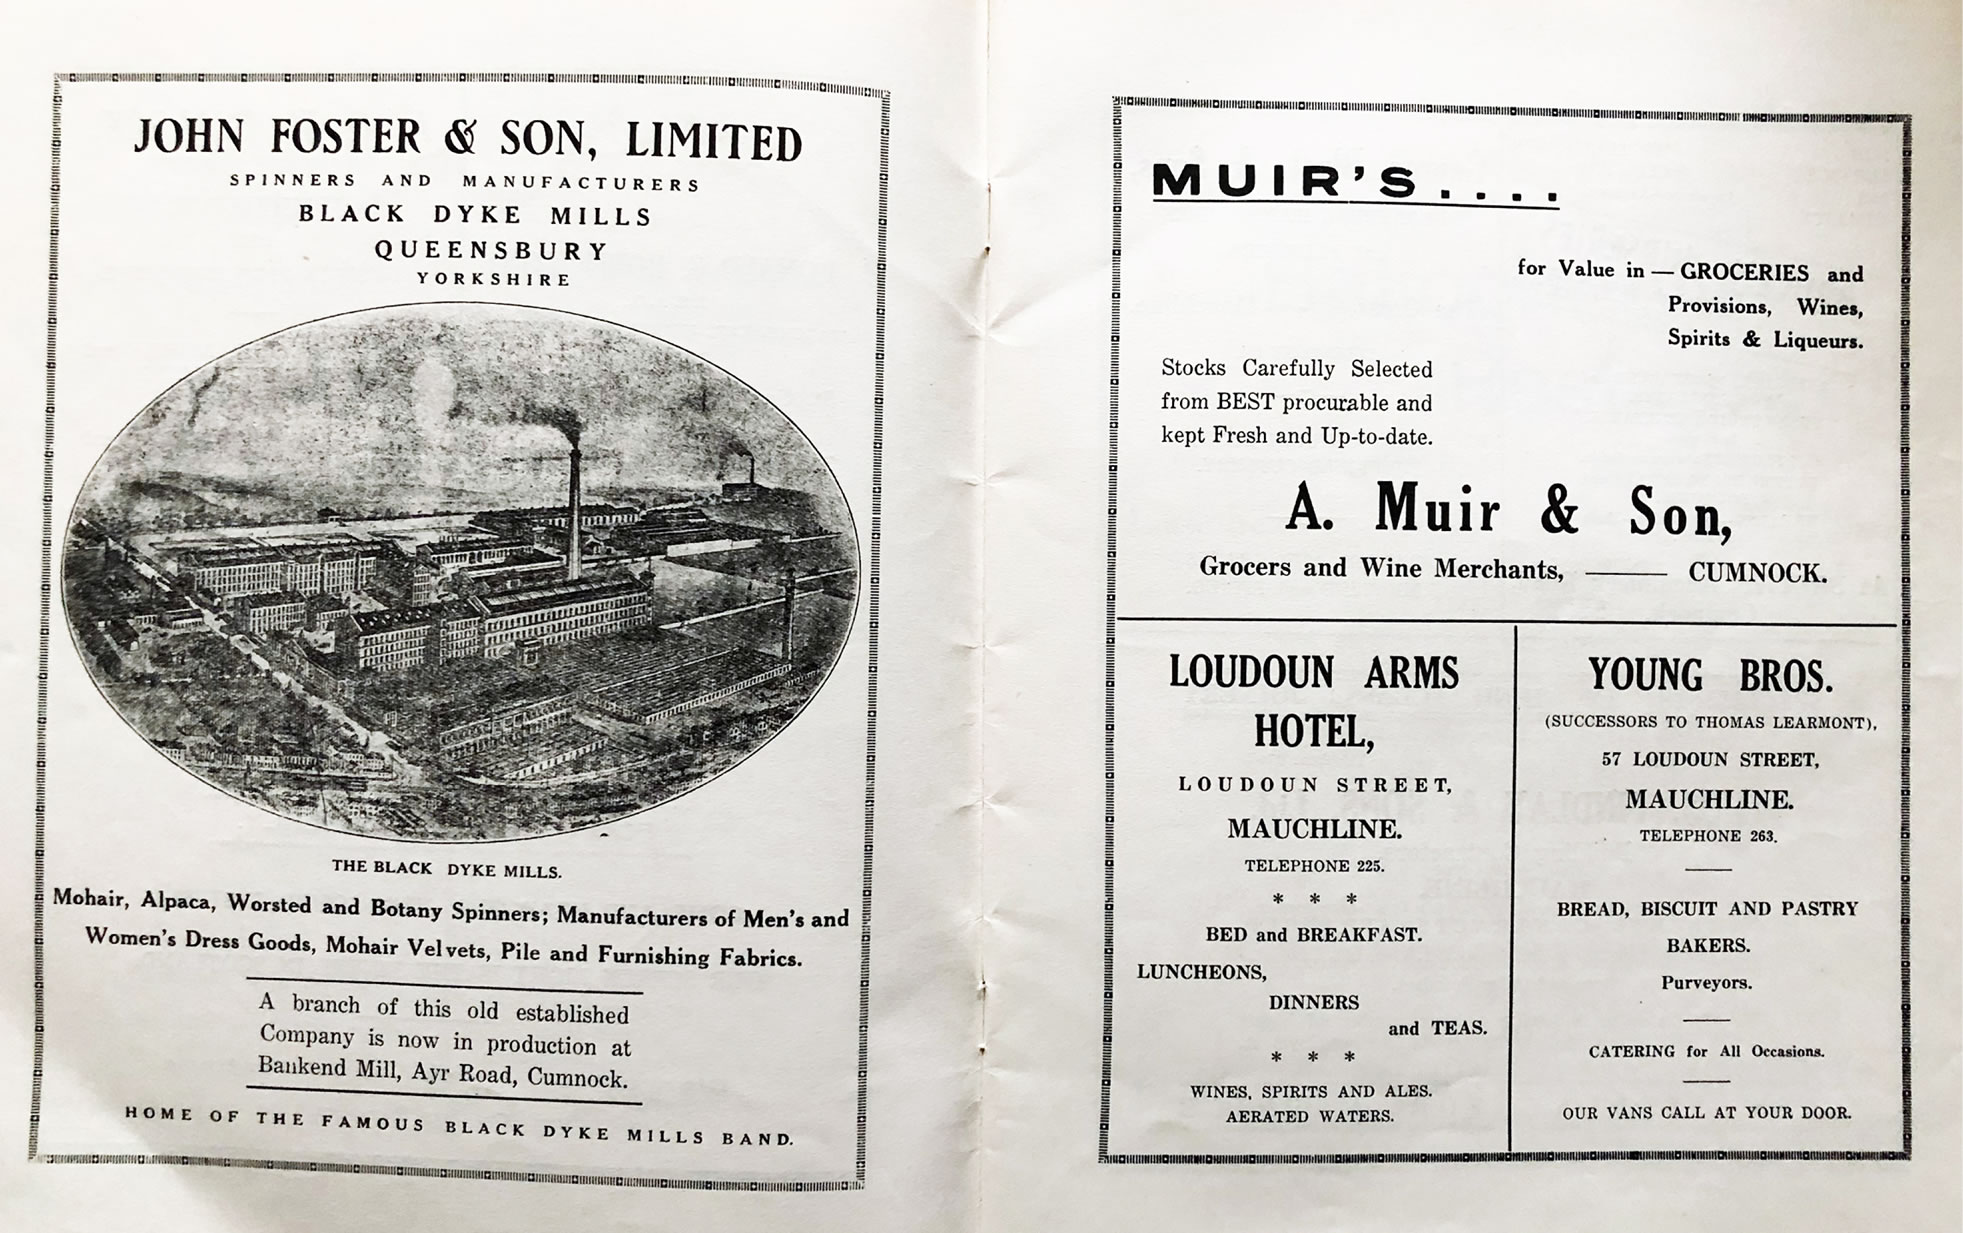 JOHN FOSTER & SON, LIMITED
SPINNERS AND MANUFACTURERS
BLACK DYKE MILLS
QUEENSBURY
YORKSHIRE
THE BLACK DYKE MILLS.
Mohair, Alpaca, Worsted and Botany Spinners; Manufacturers of Men's and
Women's Dress Goods, Mohair Velvets, Pile and Furnishing Fabrics.
A branch of this old established
Company is now in production at
Bankend Mill, Ayr Road, Cumnock.
HOME OF THE FAMOUS BLACK DYKE MILLS BAND.
MUIR'S....
for Value in — GROCERIES and
Provisions, Wines,
Spirits & Liqueurs.
Stocks Carefully Selected
from BEST procurable and
kept Fresh and Up-to-date.
A. Muir & Son,
Grocers and Wine Merchants, —— CUMNOCK.
LOUDOUN ARMS
HOTEL,
LOUDOUN STREET,
MAUCHLINE.
TELEPHONE 225.
* * *
BED and BREAKFAST.
LUNCHEONS,
DINNERS
and TEAS.
* * *
WINES, SPIRITS AND ALES.
AERATED WATERS.
YOUNG BROS.
(SUCCESSORS TO THOMAS LEARMONT),
57 LOUDOUN STREET,
MAUCHLINE.
TELEPHONE 263.
BREAD, BISCUIT AND PASTRY
BAKERS.
Purveyors.
CATERING for All Occasions.
OUR VANS CALL AT YOUR DOOR.